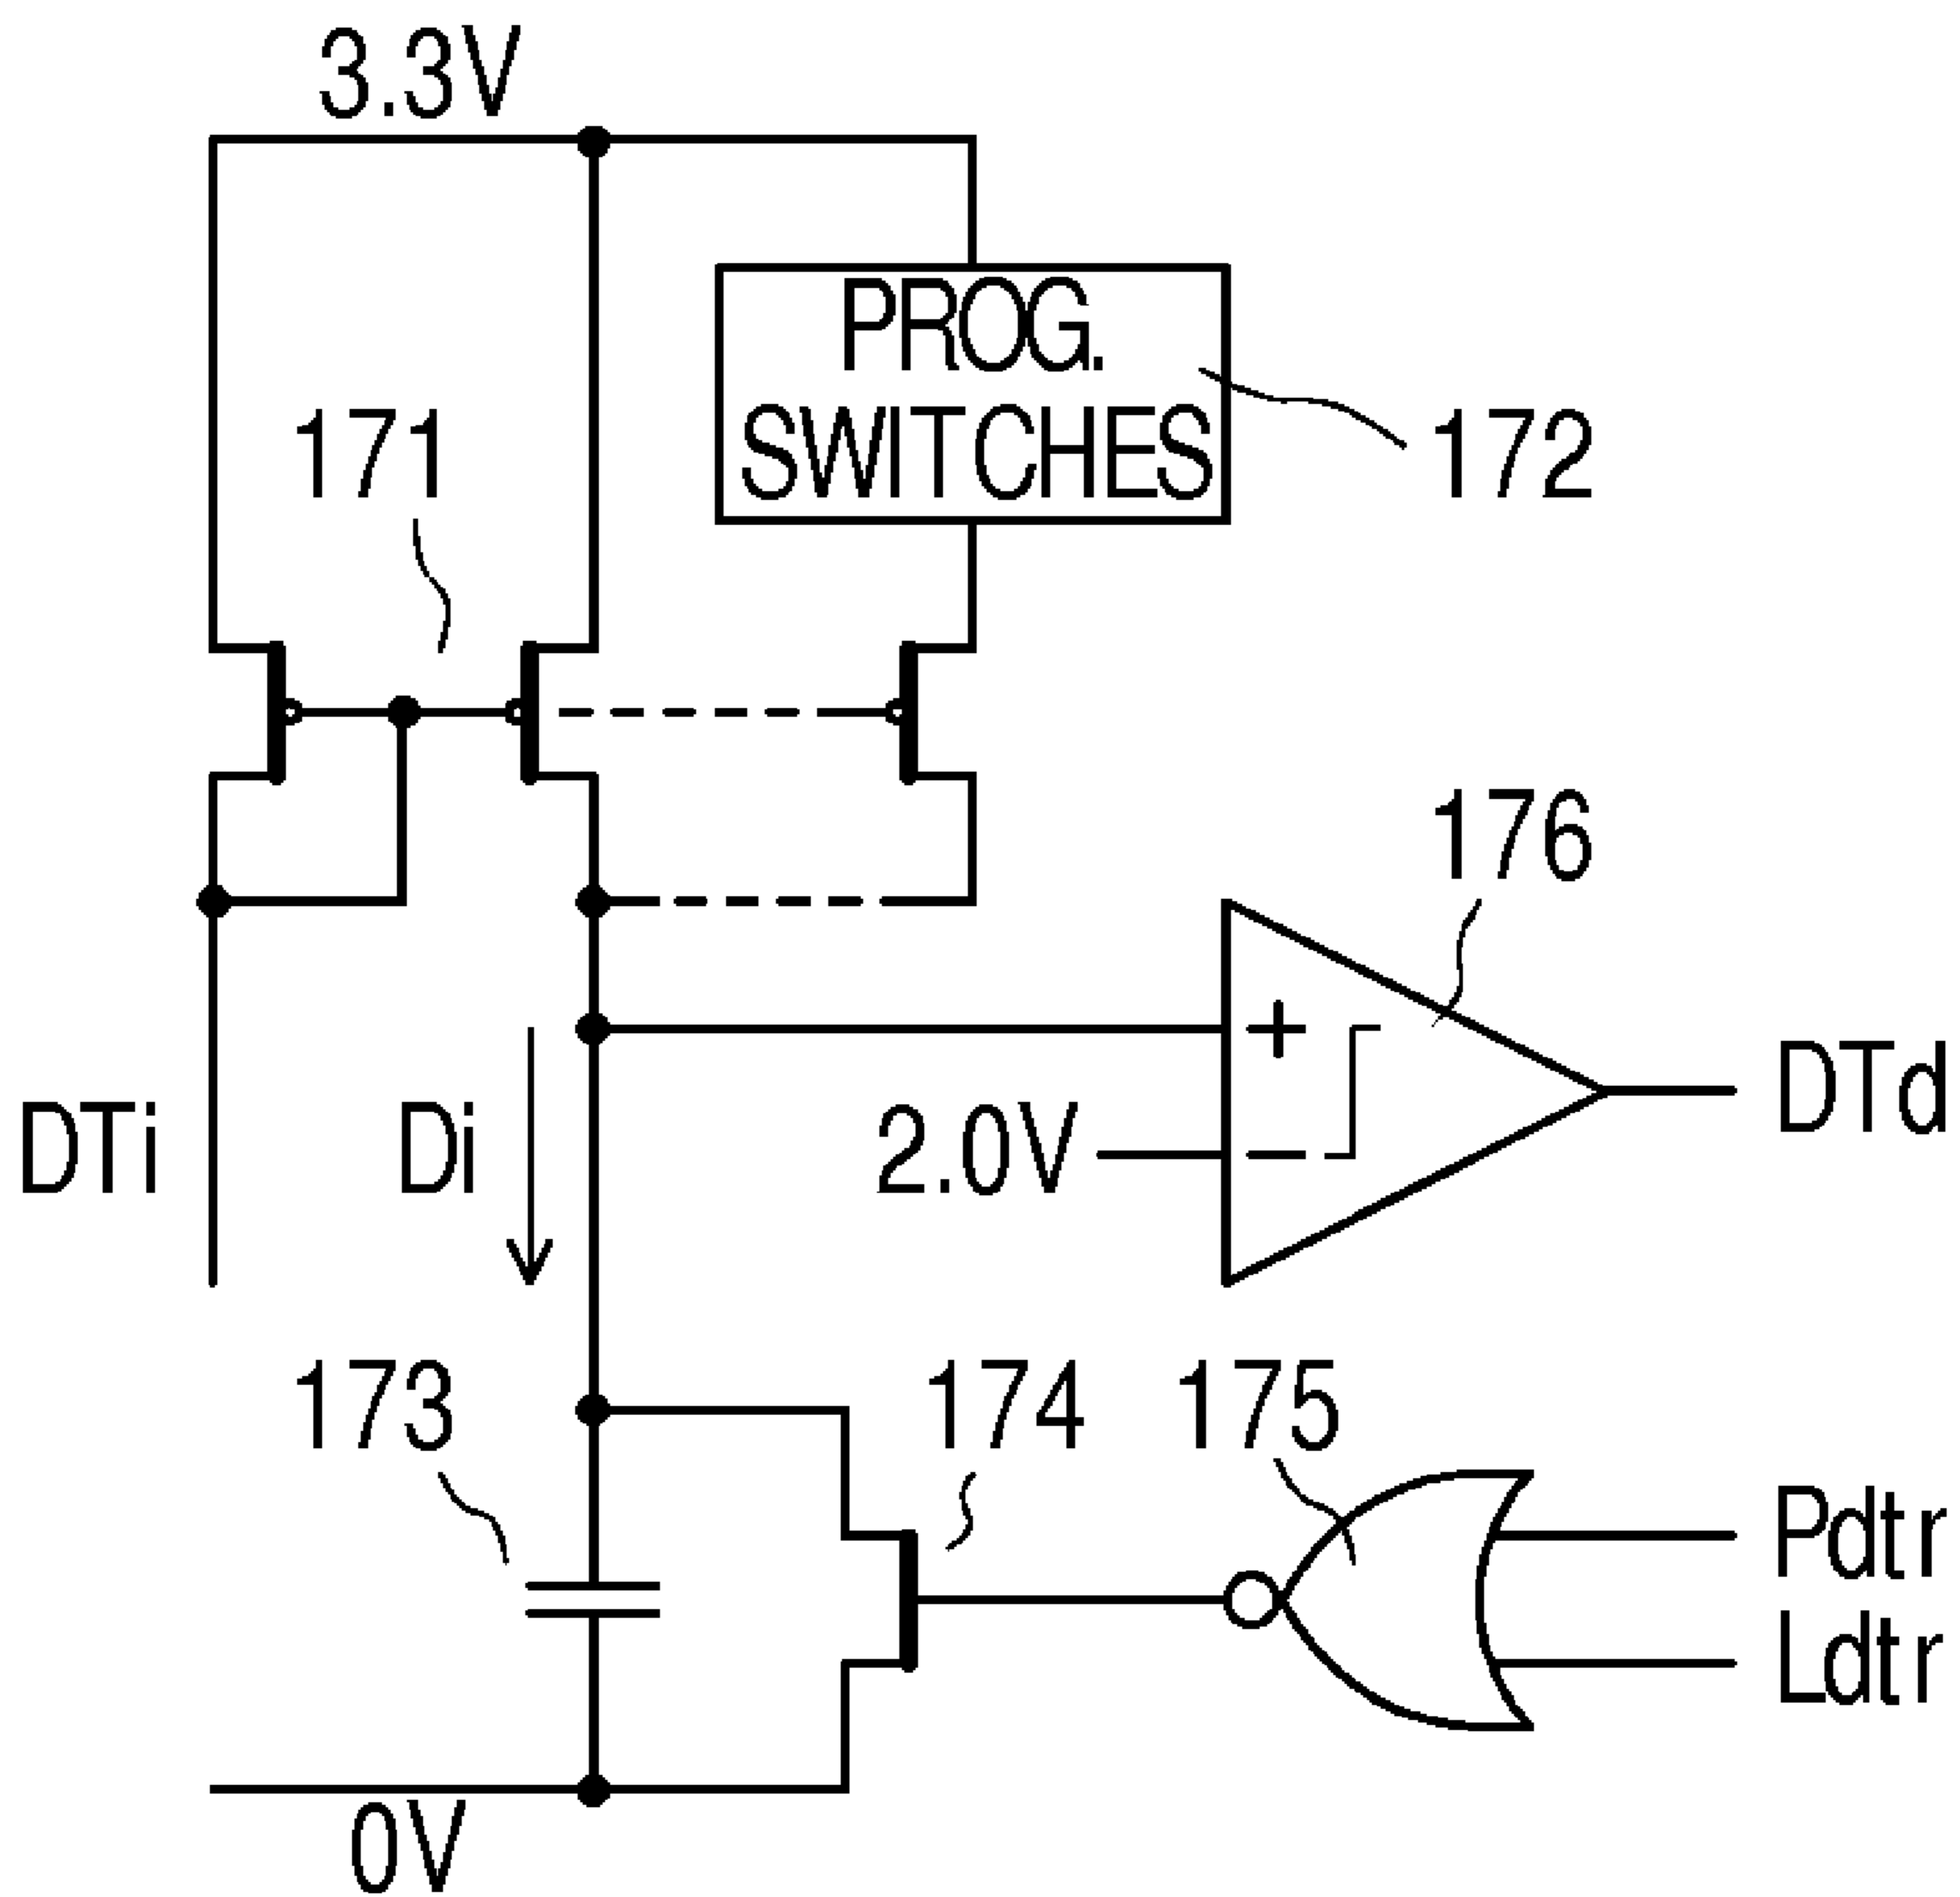 3.3V
PROG.
SWITCHES
171
172
176
+
DTd
DTi
Di
2.0V
−
173
174
175
Pdtr
Ldtr
0V